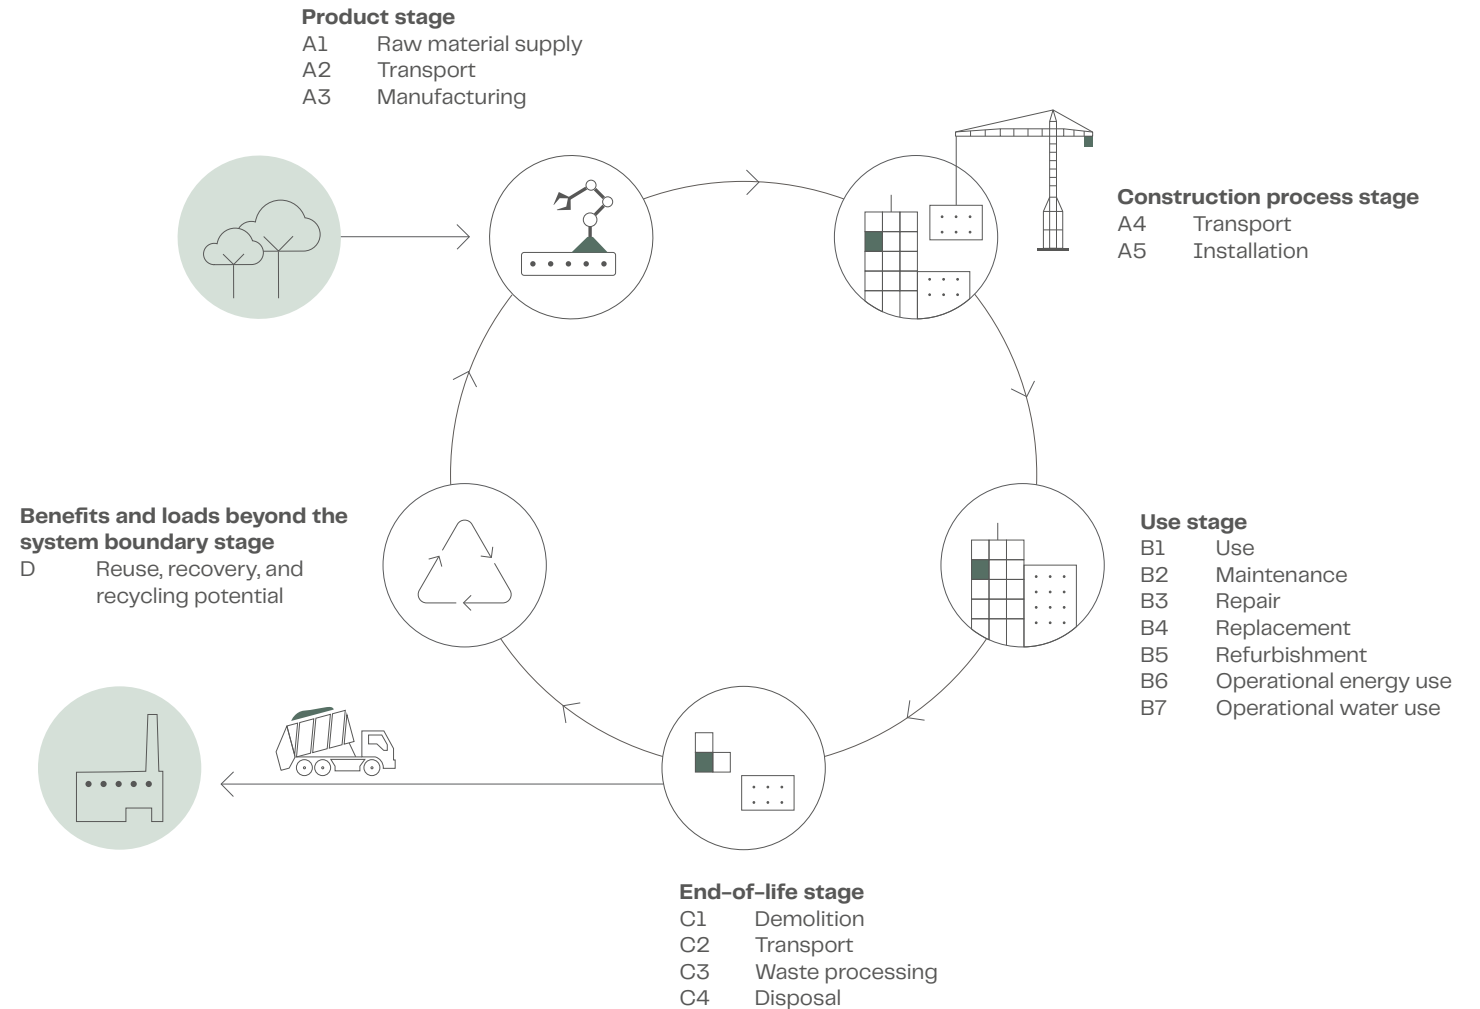 Product stage
A1 Raw material supply
A2 Transport
A3 Manufacturing
Construction process stage
A4 Transport
A5 Installation
Benefits and loads beyond the
system boundary stage
D Reuse, recovery, and
recycling potential
Use stage
B1 Use
B2 Maintenance
B3 Repair
B4 Replacement
B5 Refurbishment
B6 Operational energy use
B7 Operational water use
End-of-life stage
C1 Demolition
C2 Transport
C3 Waste processing
C4 Disposal